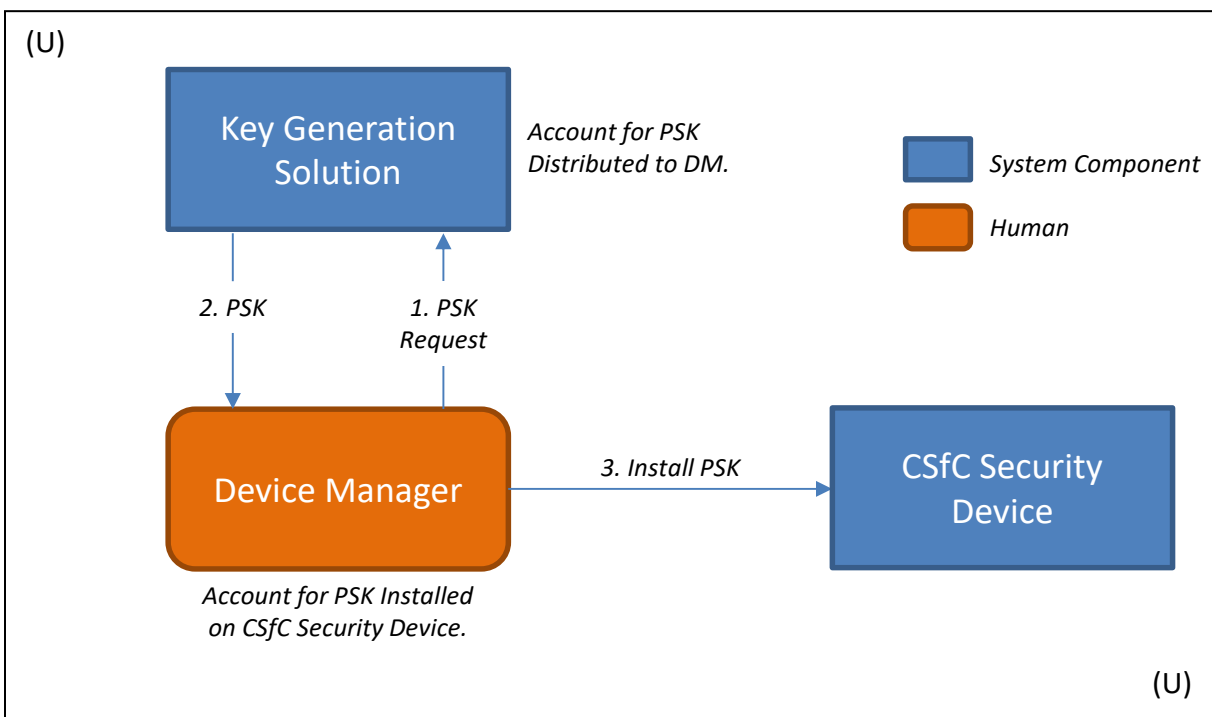 (U)
Key Generation
Solution
Account for PSK
Distributed to DM.
System Component
Human
2. PSK
1. PSK
Request
Device Manager
3. Install PSK
CSfC Security
Device
Account for PSK Installed
on CSfC Security Device.
(U)